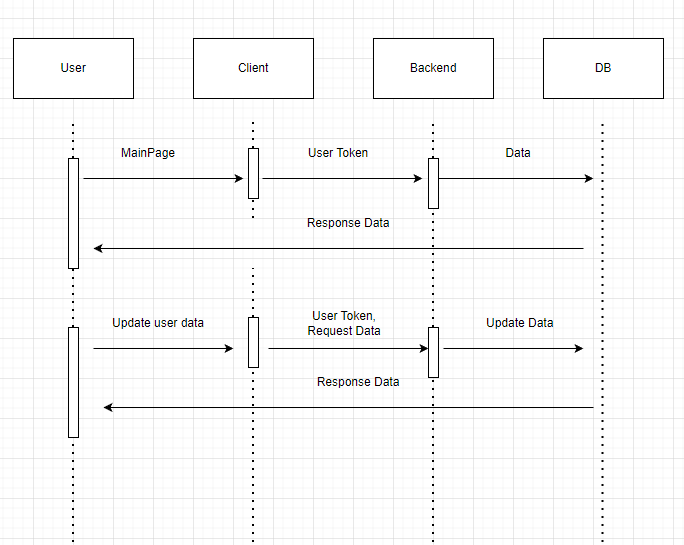 User
Client
Backend
DB
MainPage
User Token
Data
Response Data
Update user data
User Token,
Request Data
Update Data
Response Data